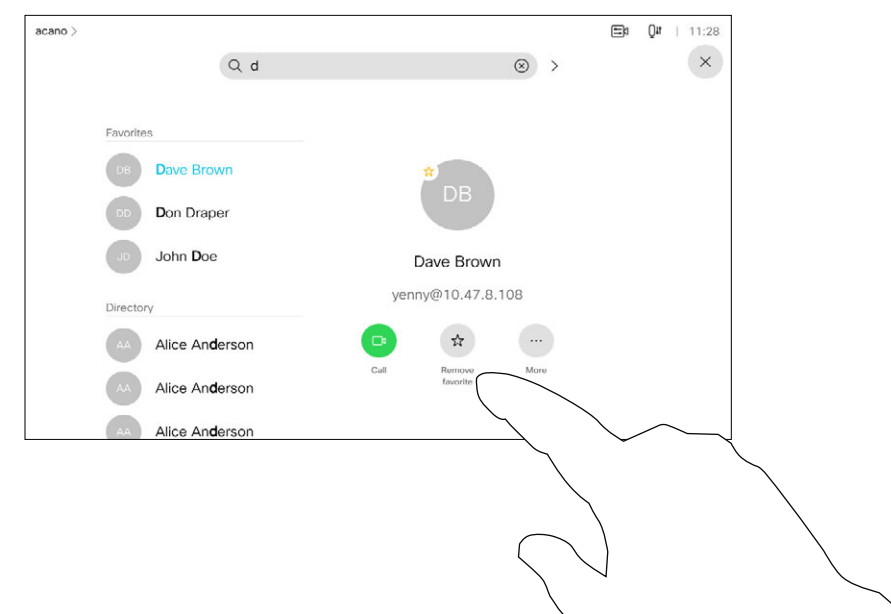 acano >
11:28
d
Favorites
DB Dave Brown
DD Don Draper
JD John Doe
Directory
AA Alice Anderson
AA Alice Anderson
AA Alice Anderson
DB
Dave Brown
yenny@10.47.8.108
Call
Remove
favorite
More